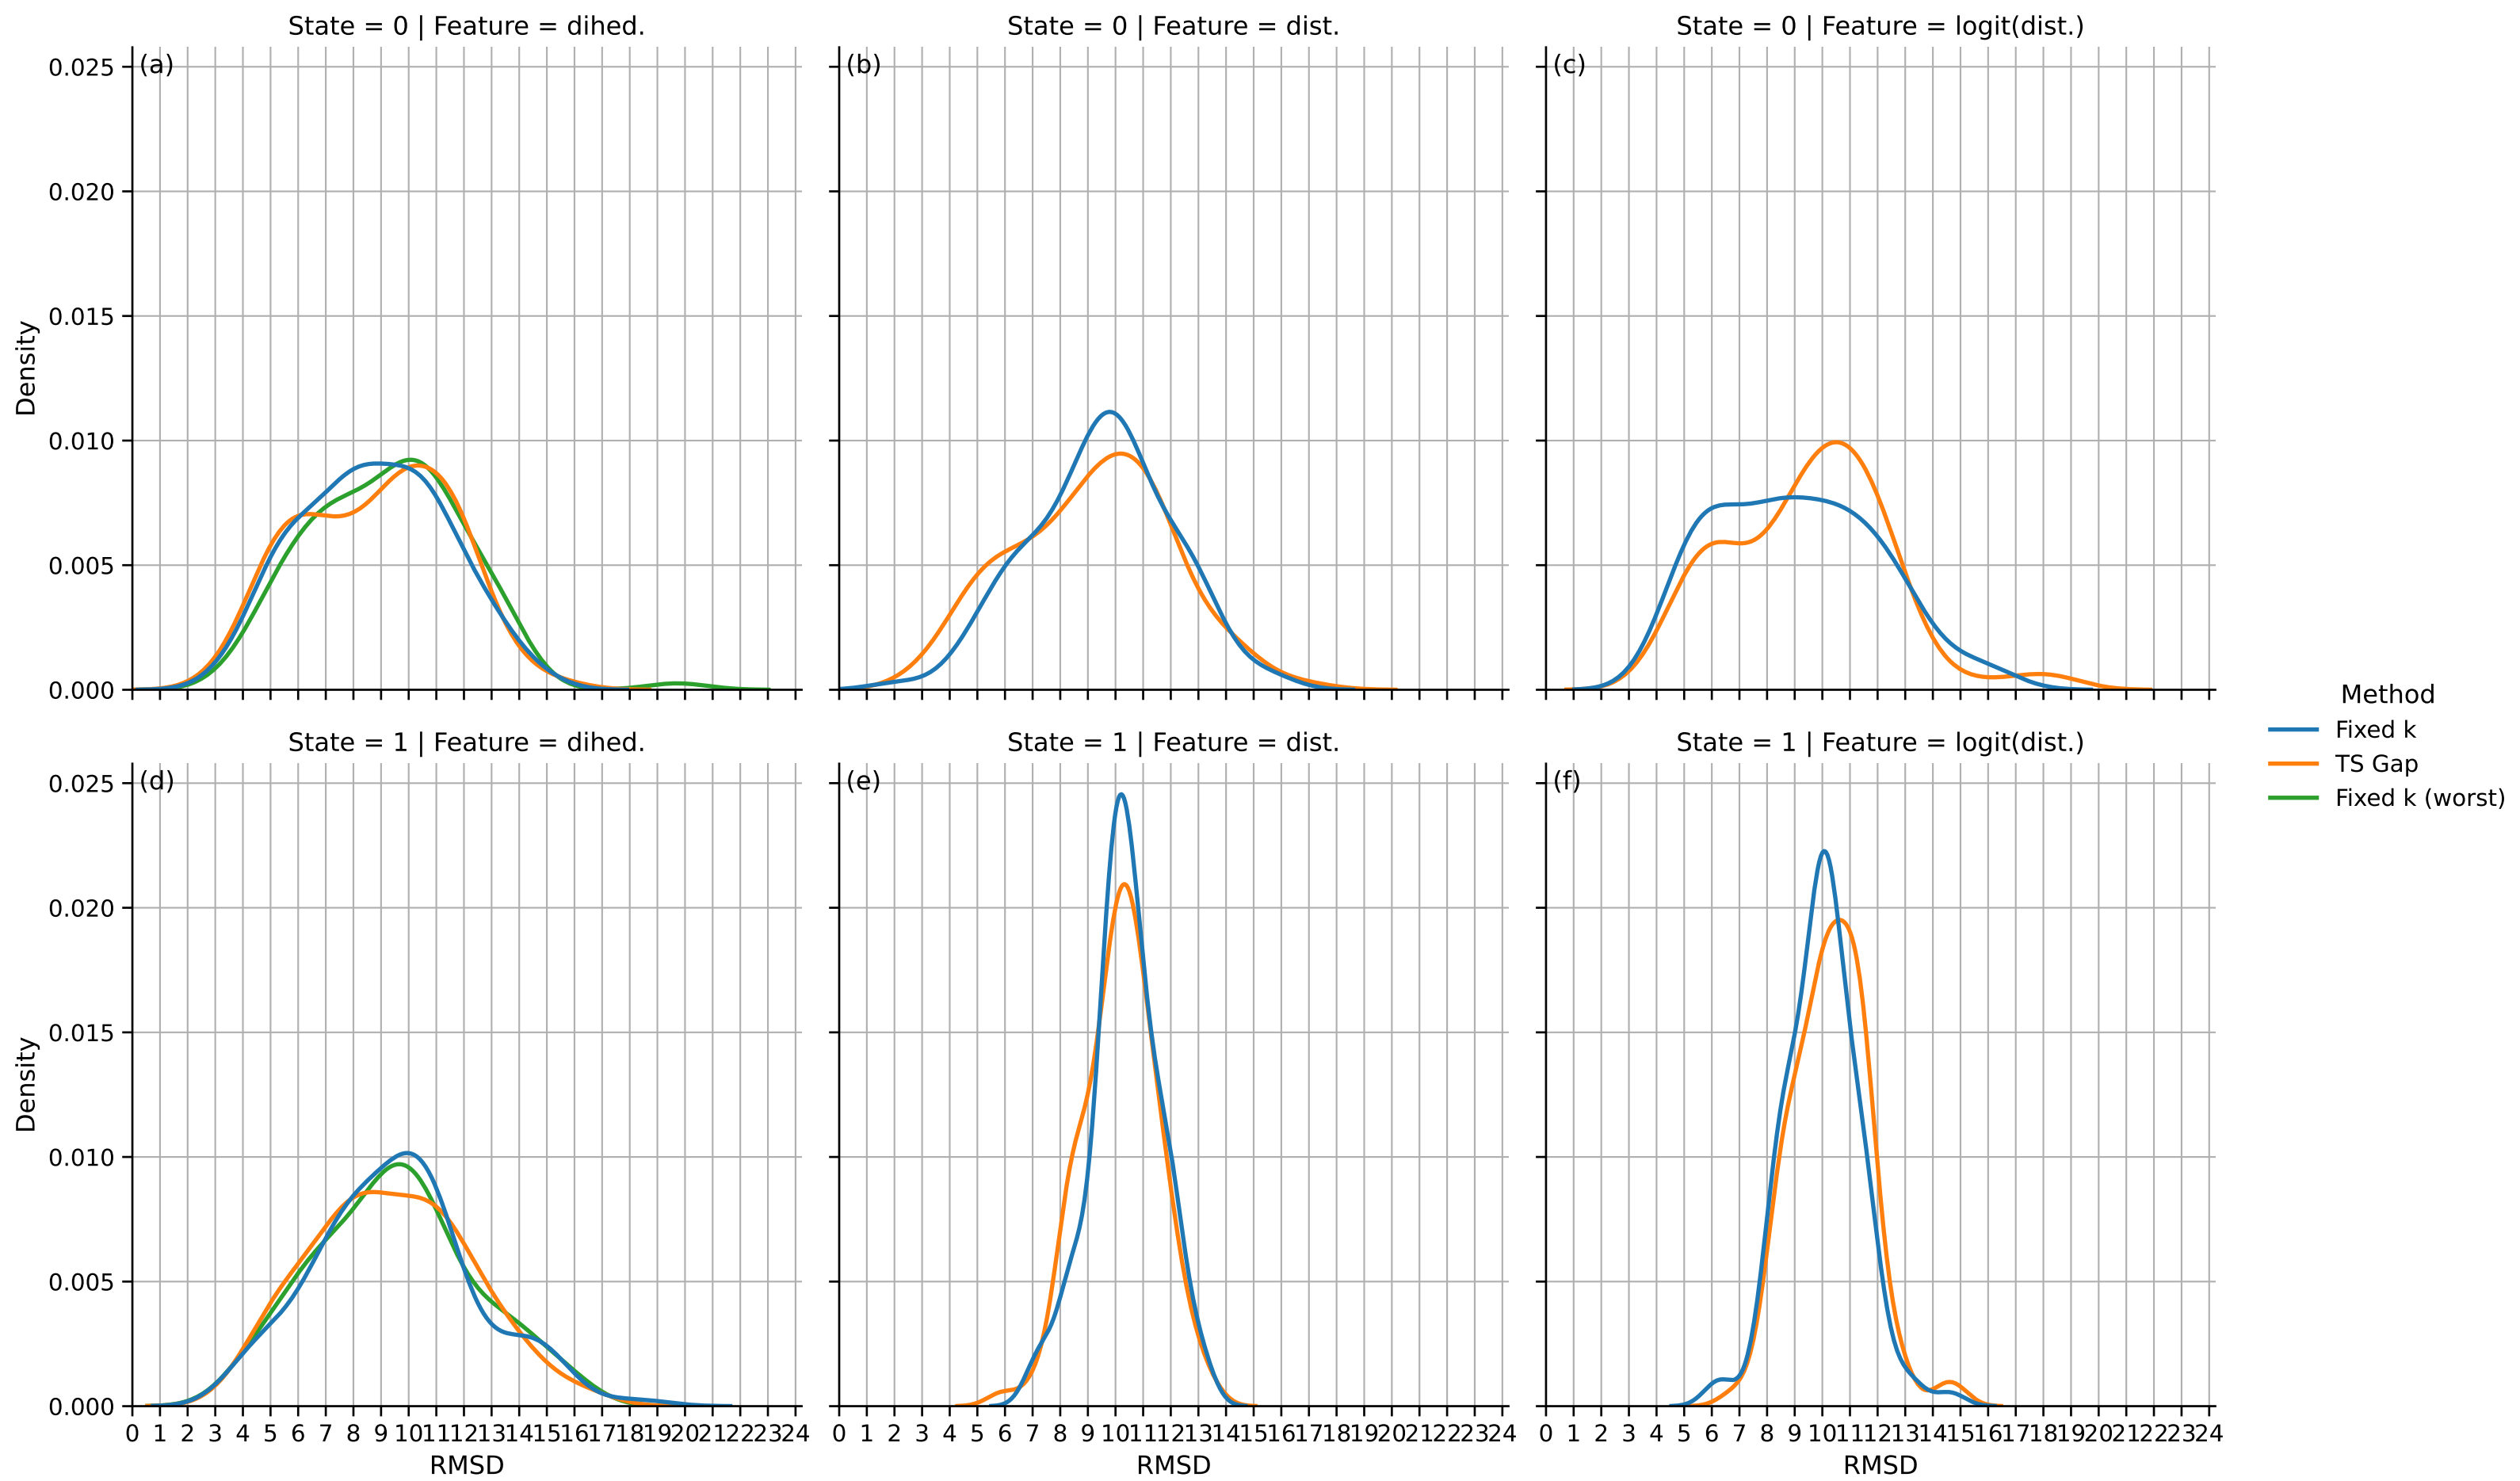 State = 0 | Feature = dihed.
State = 0 | Feature = dist.
State = 0 | Feature = logit(dist.)
(a)
(b)
(c)
0.025
0.020
0.015
0.010
0.005
0.000
Density
State = 1 | Feature = dihed.
State = 1 | Feature = dist.
State = 1 | Feature = logit(dist.)
(d)
(e)
(f)
0.025
0.020
0.015
0.010
0.005
0.000
Density
0 1 2 3 4 5 6 7 8 9 10 11 12 13 14 15 16 17 18 19 20 21 22 23 24
0 1 2 3 4 5 6 7 8 9 10 11 12 13 14 15 16 17 18 19 20 21 22 23 24
0 1 2 3 4 5 6 7 8 9 10 11 12 13 14 15 16 17 18 19 20 21 22 23 24
RMSD
RMSD
RMSD
Method
Fixed k
TS Gap
Fixed k (worst)